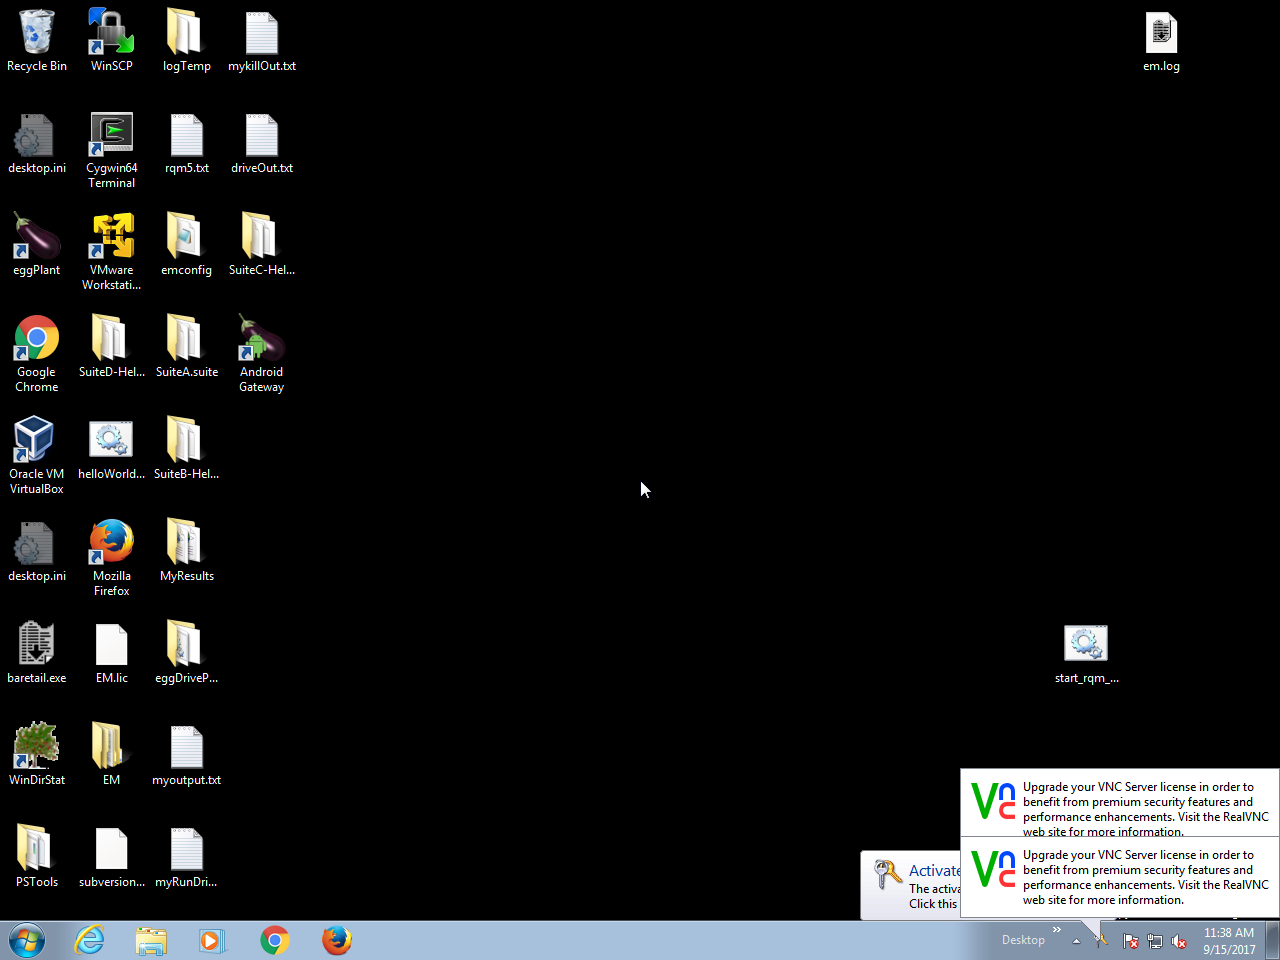 Recycle Bin
WinSCP
logTemp
mykillOut.txt
em.log
desktop.ini
Cygwin64
Terminal
rqm5.txt
driveOut.txt
eggPlant
VMware
Workstati...
emconfig
SuiteC-Hel...
Google
Chrome
SuiteD-Hel...
SuiteA.suite
Android
Gateway
Oracle VM
VirtualBox
helloWorld...
SuiteB-Hel...
desktop.ini
Mozilla
Firefox
MyResults
baretail.exe
EM.lic
eggDriveP...
start_rqm_...
WinDirStat
EM
myoutput.txt
PSTools
subversion...
myRunDri...
Upgrade your VNC Server license in order to
benefit from premium security features and
performance enhancements. Visit the RealVNC
web site for more information.
Upgrade your VNC Server license in order to
benefit from premium security features and
performance enhancements. Visit the RealVNC
web site for more information.
Activate
The activa
Click this
Desktop
11:38 AM
9/15/2017